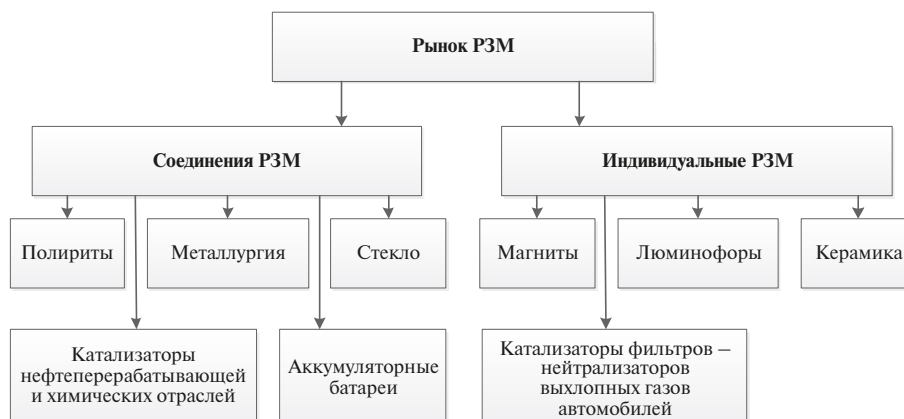 Рынок РЗМ
Соединения РЗМ
Индивидуальные РЗМ
Полириты
Металлургия
Стекло
Магниты
Люминофоры
Керамика
Катализаторы
нефтеперерабатывающей
и химических отраслей
Аккумуляторные
батареи
Катализаторы фильтров –
нейтрализаторов
выхлопных газов
автомобилей